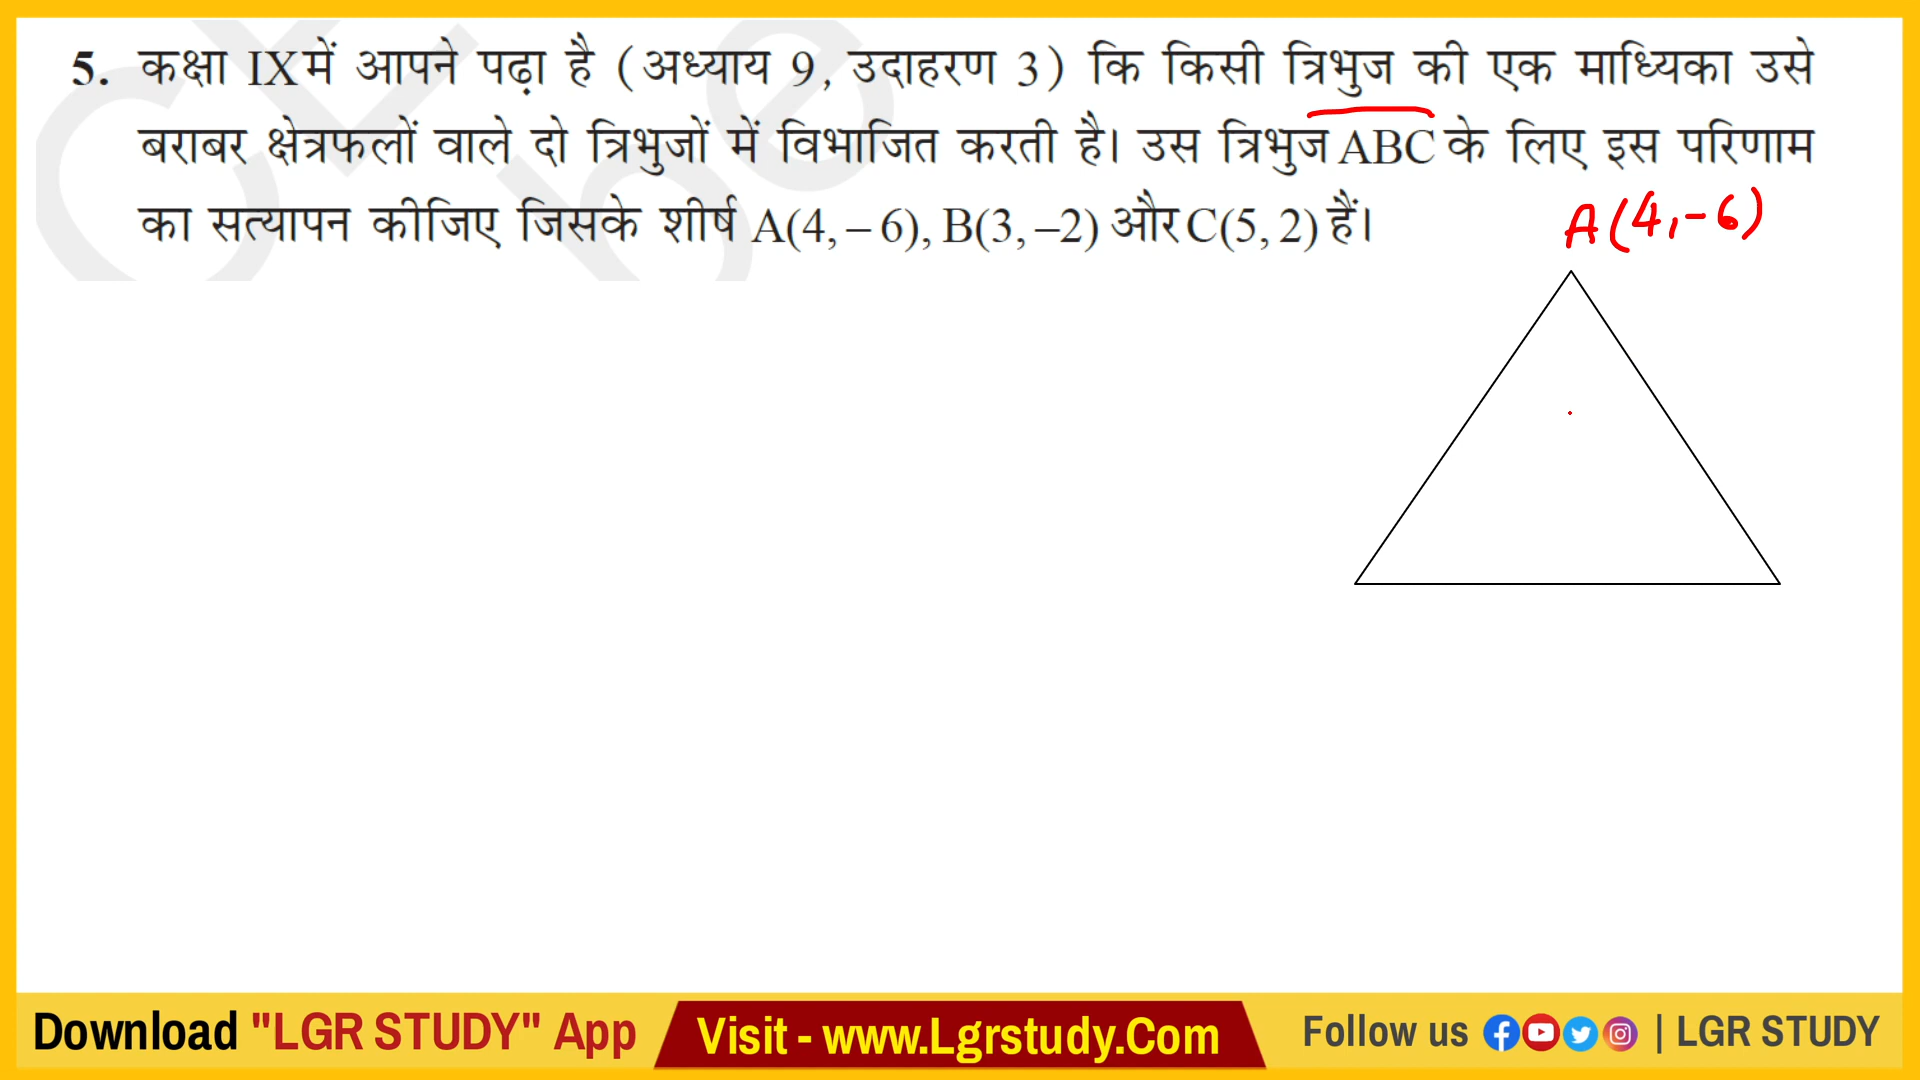 5. कक्षा IX में आपने पढ़ा है (अध्याय 9, उदाहरण 3) कि किसी त्रिभुज की एक माध्यिका उसे
बराबर क्षेत्रफलों वाले दो त्रिभुजों में विभाजित करती है। उस त्रिभुज ABC के लिए इस परिणाम
का सत्यापन कीजिए जिसके शीर्ष A(4, – 6), B(3, –2) और C(5, 2) हैं।
A(4,-6)
Download "LGR STUDY" App
Visit - www.Lgrstudy.Com
Follow us | LGR STUDY